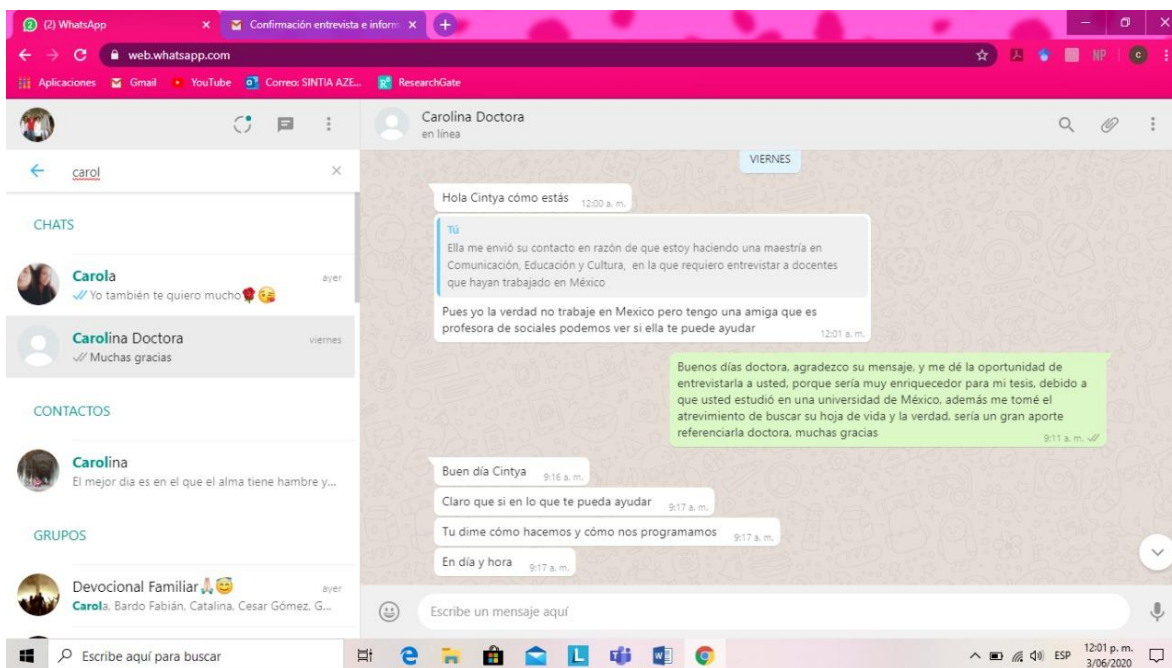 (2) WhatsApp
Confirmación entrevista e inform
web.whatsapp.com
NP
c
Aplicaciones
Gmail
YouTube
Correo: SINTIA AZE...
ResearchGate
carol
CHATS
Carola
ayer
Yo también te quiero mucho🌹😘
Carolina Doctora
viernes
Muchas gracias
CONTACTOS
Carolina
El mejor dia es en el que el alma tiene hambre y...
GRUPOS
Devocional Familiar🙏🏻😇
ayer
Carola, Bardo Fabián, Catalina, Cesar Gómez, G...
Carolina Doctora
en línea
VIERNES
Hola Cintya cómo estás
12:00 a. m.
Tú
Ella me envió su contacto en razón de que estoy haciendo una maestría en
Comunicación, Educación y Cultura, en la que requiero entrevistar a docentes
que hayan trabajado en México
Pues yo la verdad no trabaje en Mexico pero tengo una amiga que es
profesora de sociales podemos ver si ella te puede ayudar
12:01 a. m.
Buenos días doctora, agradezco su mensaje, y me dé la oportunidad de
entrevistarla a usted, porque sería muy enriquecedor para mi tesis, debido a
que usted estudió en una universidad de México, además me tomé el
atrevimiento de buscar su hoja de vida y la verdad, sería un gran aporte
referenciarla doctora, muchas gracias
9:11 a. m.
Buen día Cintya
9:16 a. m.
Claro que si en lo que te pueda ayudar
9:17 a. m.
Tu dime cómo hacemos y cómo nos programamos
9:17 a. m.
En día y hora
9:17 a. m.
Escribe un mensaje aquí
Escribe aquí para buscar
ESP
12:01 p. m.
3/06/2020